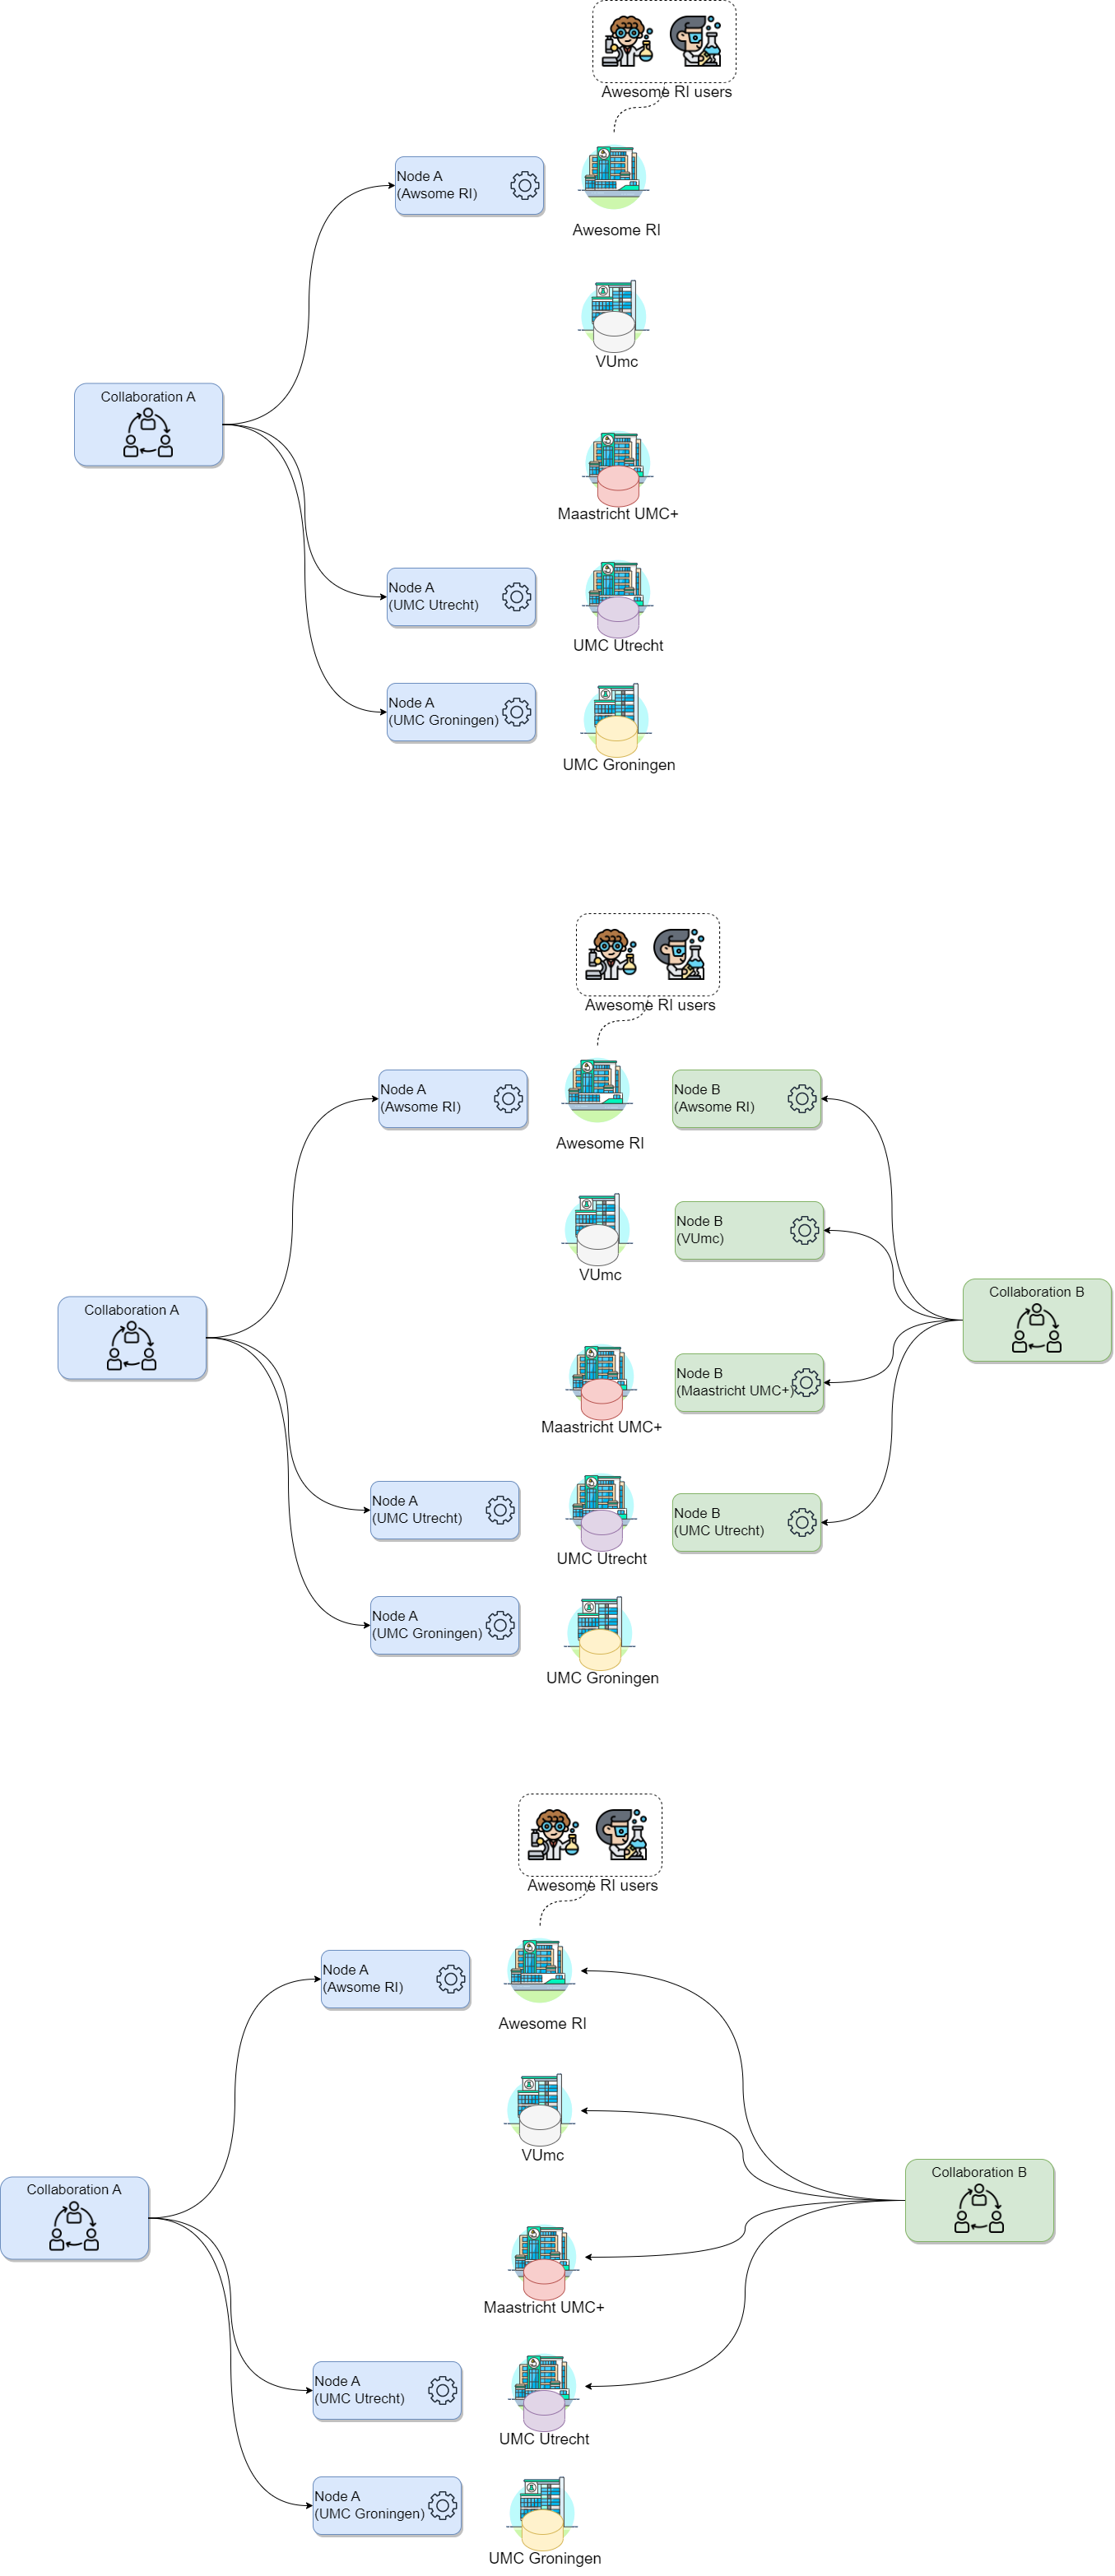 Awesome RI users
Node A
(Awsome RI)
Awesome RI
VUmc
Collaboration A
Maastricht UMC+
Node A
(UMC Utrecht)
UMC Utrecht
Node A
(UMC Groningen)
UMC Groningen
Awesome RI users
Node A
(Awsome RI)
Node B
(Awsome RI)
Awesome RI
Node B
(VUmc)
VUmc
Collaboration A
Collaboration B
Node B
(Maastricht UMC+)
Maastricht UMC+
Node A
(UMC Utrecht)
Node B
(UMC Utrecht)
UMC Utrecht
Node A
(UMC Groningen)
UMC Groningen
Awesome RI users
Node A
(Awsome RI)
Awesome RI
VUmc
Collaboration A
Collaboration B
Maastricht UMC+
Node A
(UMC Utrecht)
UMC Utrecht
Node A
(UMC Groningen)
UMC Groningen